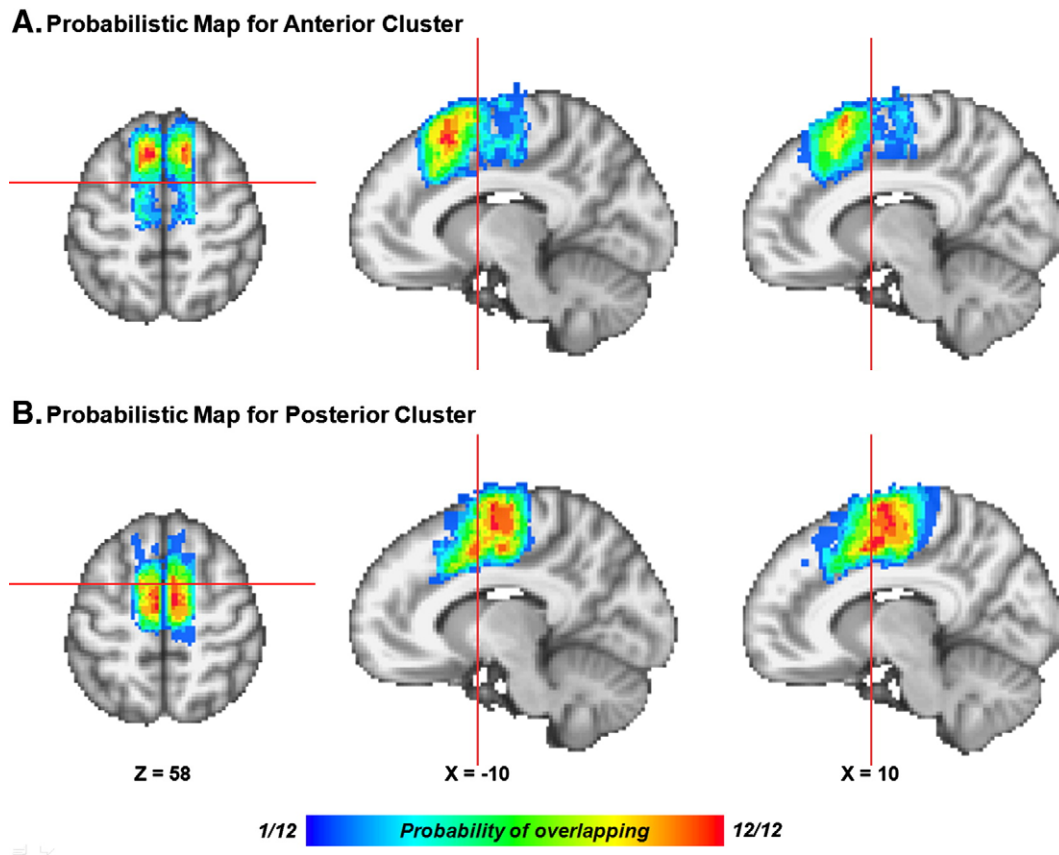 A. Probabilistic Map for Anterior Cluster
B. Probabilistic Map for Posterior Cluster
Z = 58
X = -10
X = 10
1/12 Probability of overlapping 12/12